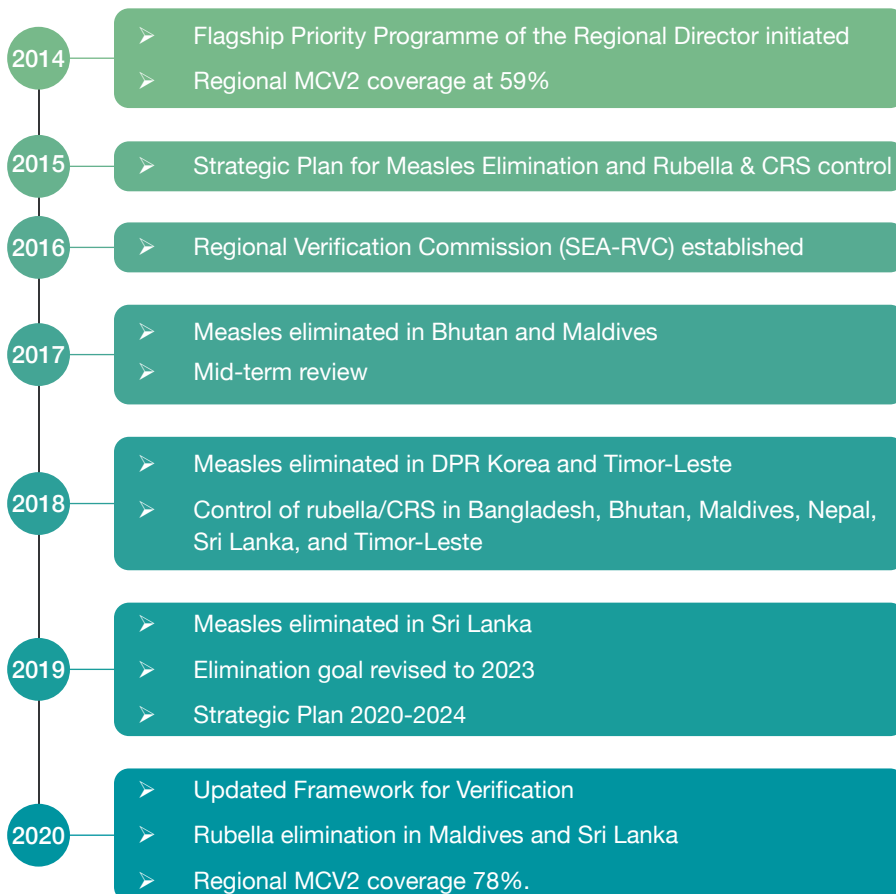 2014
➢ Flagship Priority Programme of the Regional Director initiated
➢ Regional MCV2 coverage at 59%
2015
➢ Strategic Plan for Measles Elimination and Rubella & CRS control
2016
➢ Regional Verification Commission (SEA-RVC) established
2017
➢ Measles eliminated in Bhutan and Maldives
➢ Mid-term review
2018
➢ Measles eliminated in DPR Korea and Timor-Leste
➢ Control of rubella/CRS in Bangladesh, Bhutan, Maldives, Nepal,
Sri Lanka, and Timor-Leste
2019
➢ Measles eliminated in Sri Lanka
➢ Elimination goal revised to 2023
➢ Strategic Plan 2020-2024
2020
➢ Updated Framework for Verification
➢ Rubella elimination in Maldives and Sri Lanka
➢ Regional MCV2 coverage 78%.